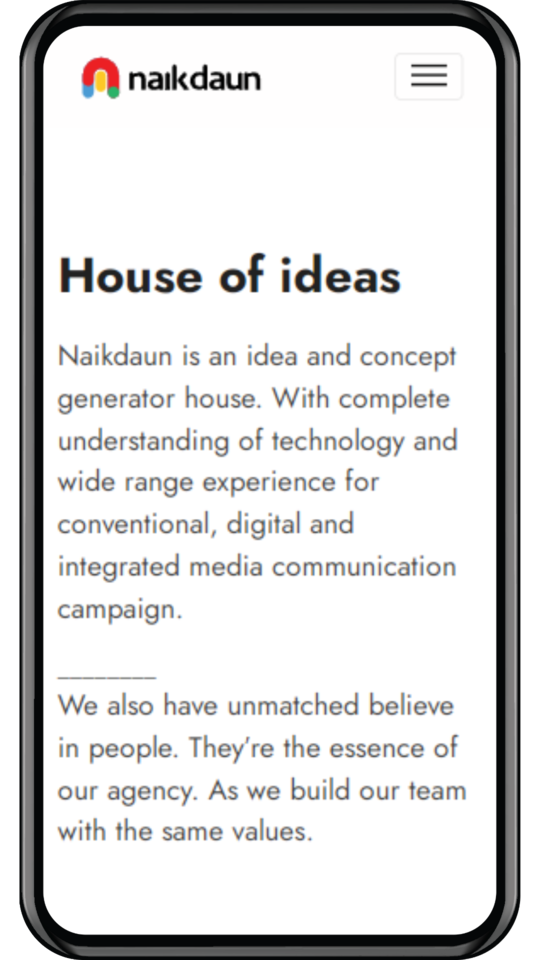 naikdaun
House of ideas
Naikdaun is an idea and concept
generator house. With complete
understanding of technology and
wide range experience for
conventional, digital and
integrated media communication
campaign.
________
We also have unmatched believe
in people. They’re the essence of
our agency. As we build our team
with the same values.